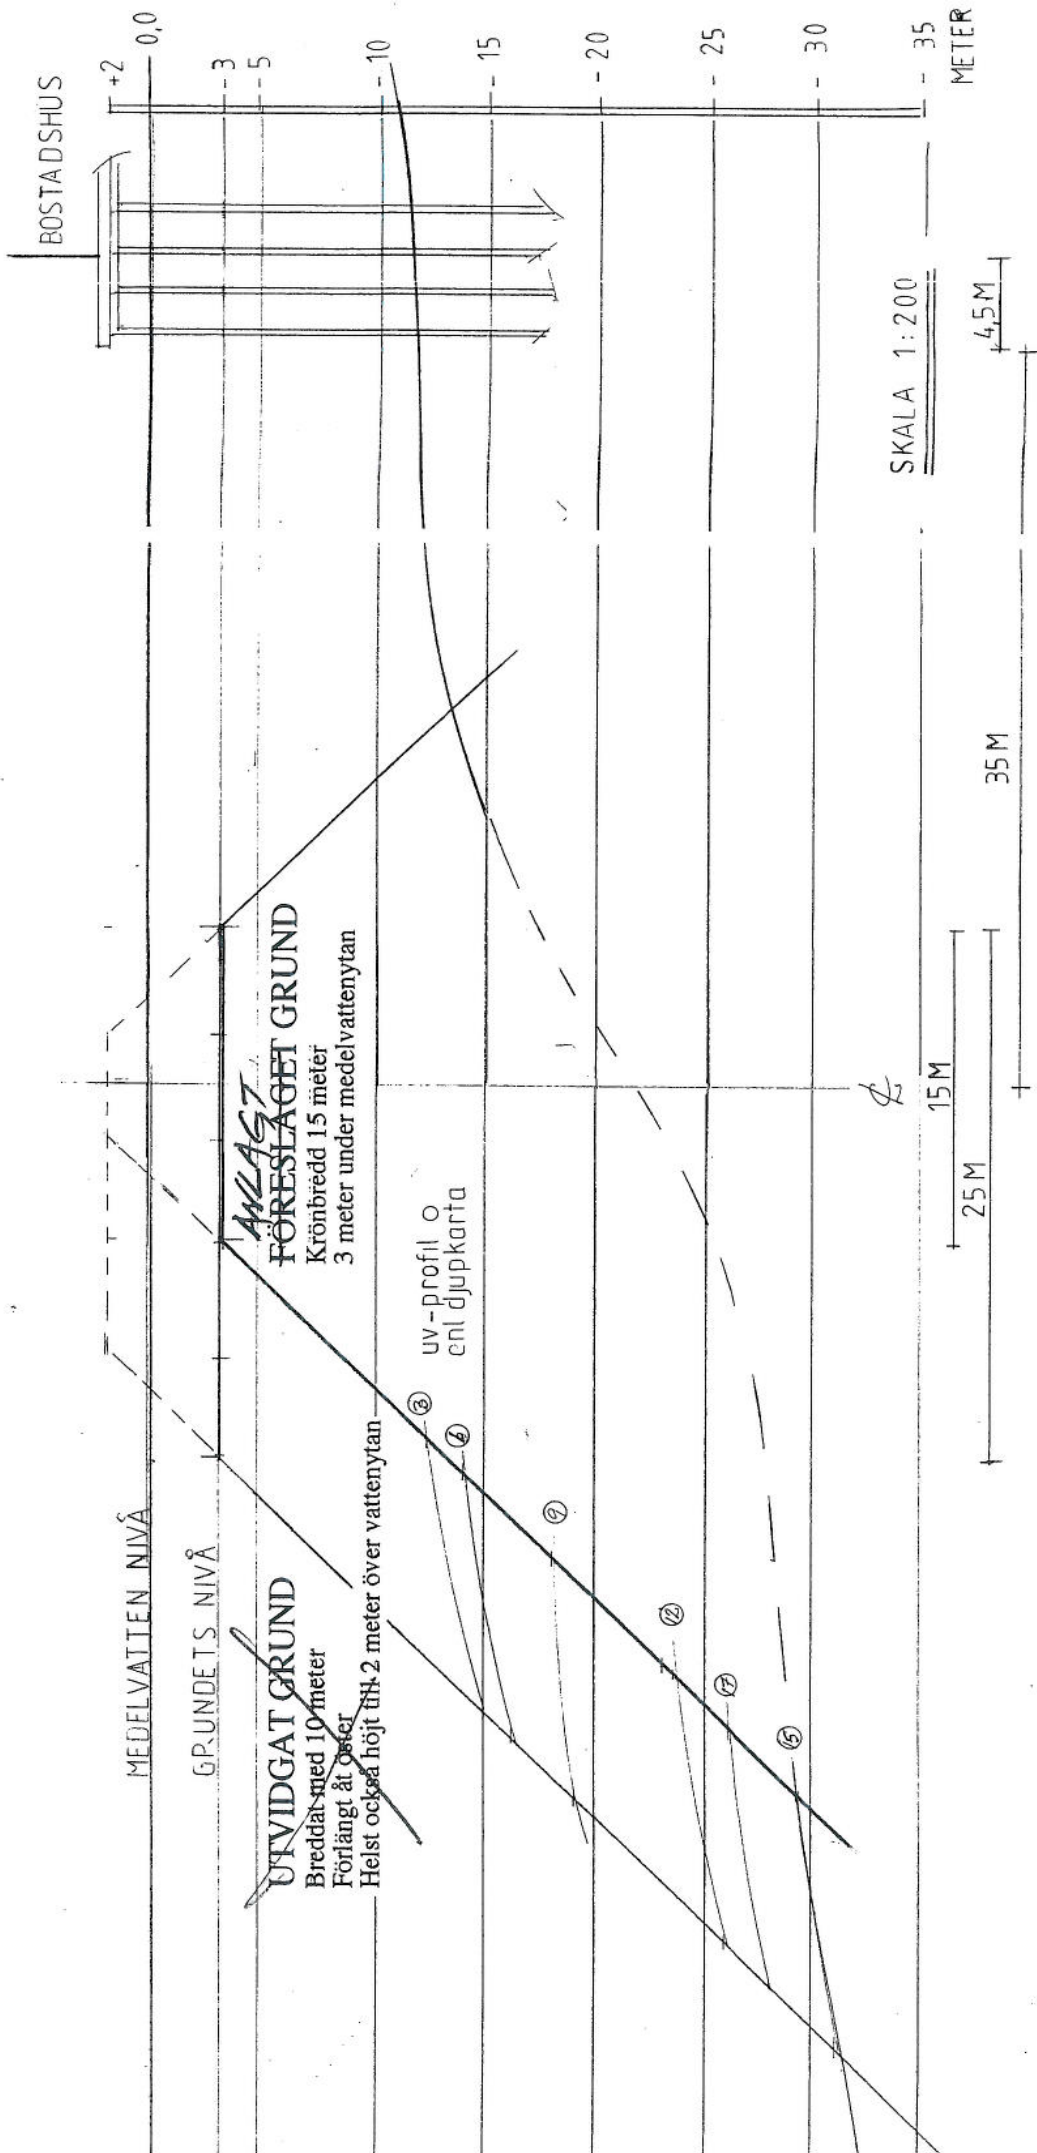 BOSTADSHUS
+2
0,0
- 3
- 5
- 10
- 15
- 20
- 25
- 30
- 35
METER
MEDELVATTEN NIVÅ
GRUNDETS NIVÅ
UTVIDGAT GRUND
Breddat med 10 meter
Förlängt åt öster
Helst också höjt till 2 meter över vattenytan
ANLAGT
FÖRESLAGET GRUND
Krönbredd 15 meter
3 meter under medelvattenytan
uv-profil o
enl djupkarta
3
6
9
12
17
15
SKALA 1:200
4,5M
35M
15M
25M